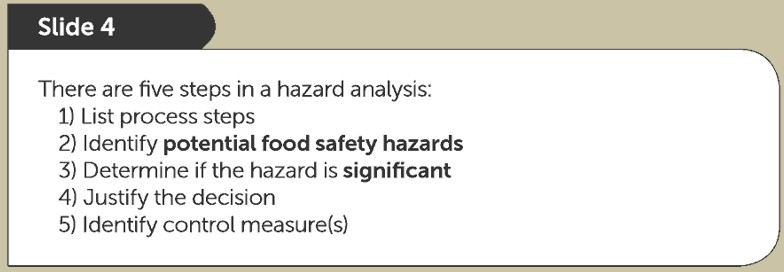 Slide 4
There are five steps in a hazard analysis:
1) List process steps
2) Identify potential food safety hazards
3) Determine if the hazard is significant
4) Justify the decision
5) Identify control measure(s)